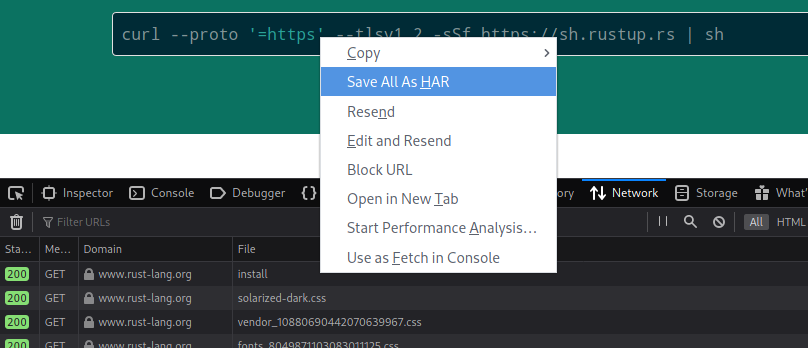 curl --proto '=https' --tlsv1.2 -sSf https://sh.rustup.rs | sh
Copy
Save All As HAR
Resend
Edit and Resend
Block URL
Open in New Tab
Start Performance Analysis...
Use as Fetch in Console
Inspector Console Debugger {} Network Storage What'
Filter URLs All HTML
Sta... Me... Domain File
200 GET www.rust-lang.org install
200 GET www.rust-lang.org solarized-dark.css
200 GET www.rust-lang.org vendor_10880690442070639967.css
200 GET www.rust-lang.org fonts_8049871103083011125.css